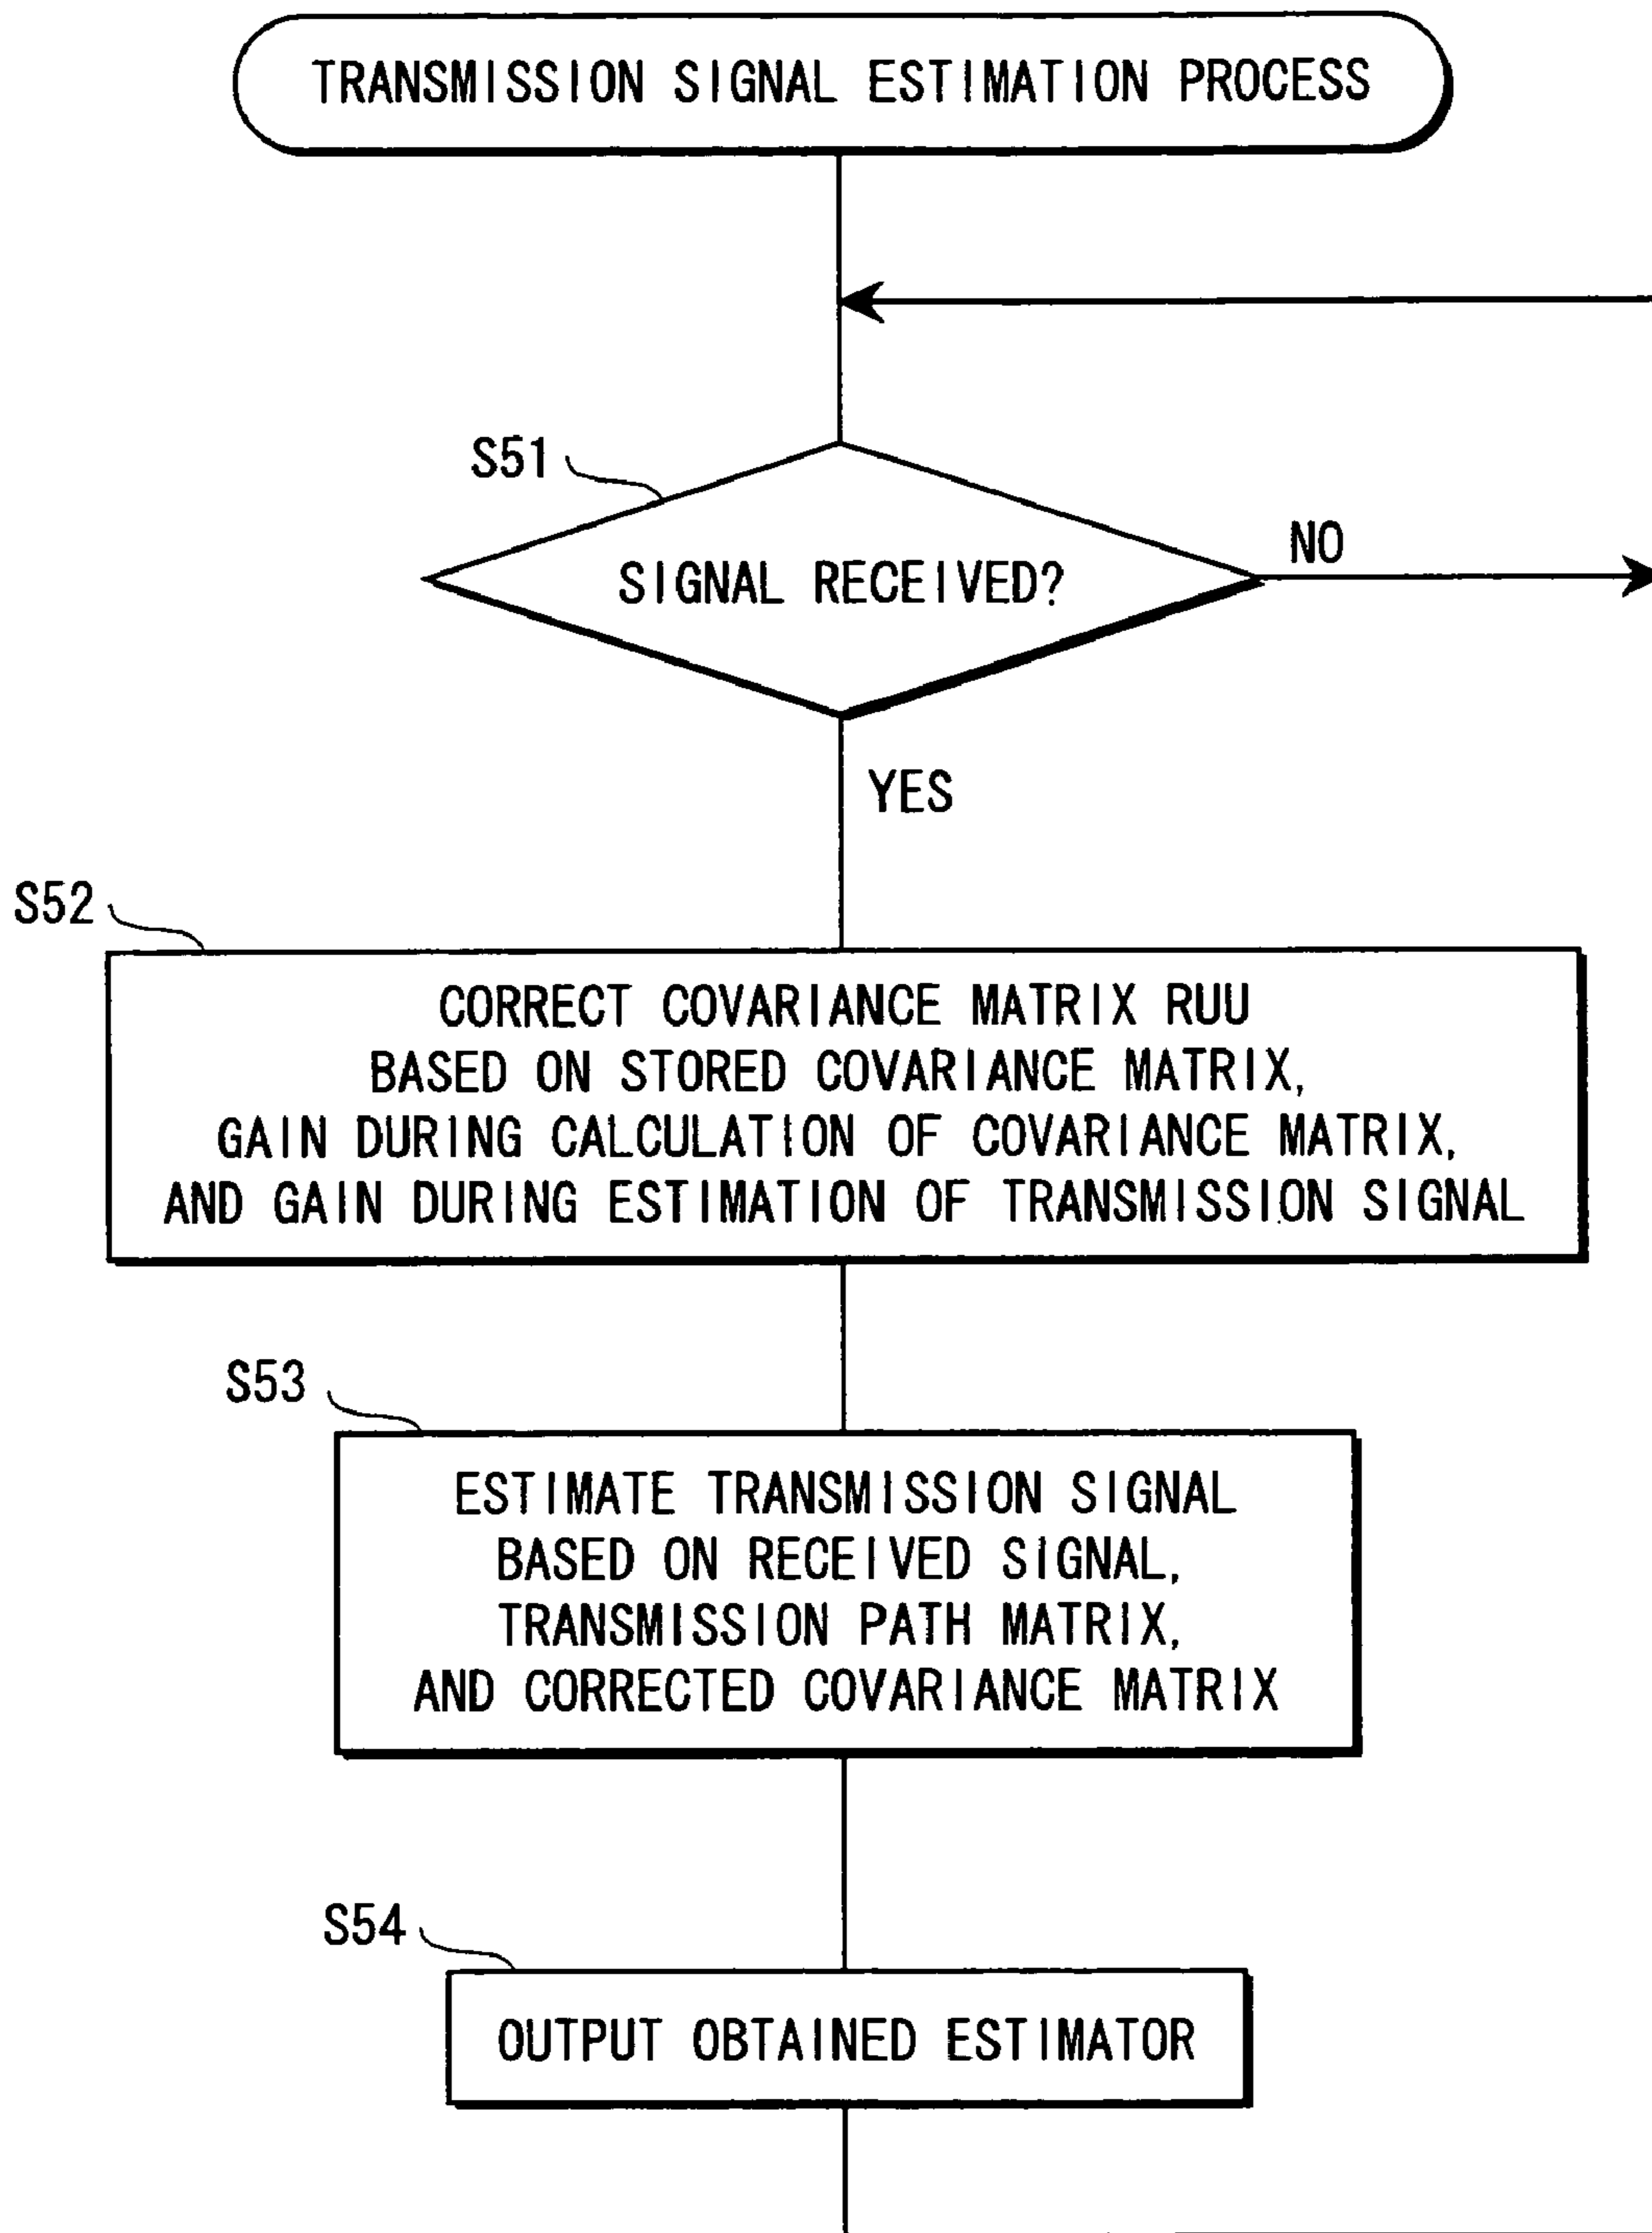 TRANSMISSION SIGNAL ESTIMATION PROCESS
S51
SIGNAL RECEIVED?
NO
YES
S52
CORRECT COVARIANCE MATRIX RUU
BASED ON STORED COVARIANCE MATRIX,
GAIN DURING CALCULATION OF COVARIANCE MATRIX,
AND GAIN DURING ESTIMATION OF TRANSMISSION SIGNAL
S53
ESTIMATE TRANSMISSION SIGNAL
BASED ON RECEIVED SIGNAL,
TRANSMISSION PATH MATRIX,
AND CORRECTED COVARIANCE MATRIX
S54
OUTPUT OBTAINED ESTIMATOR